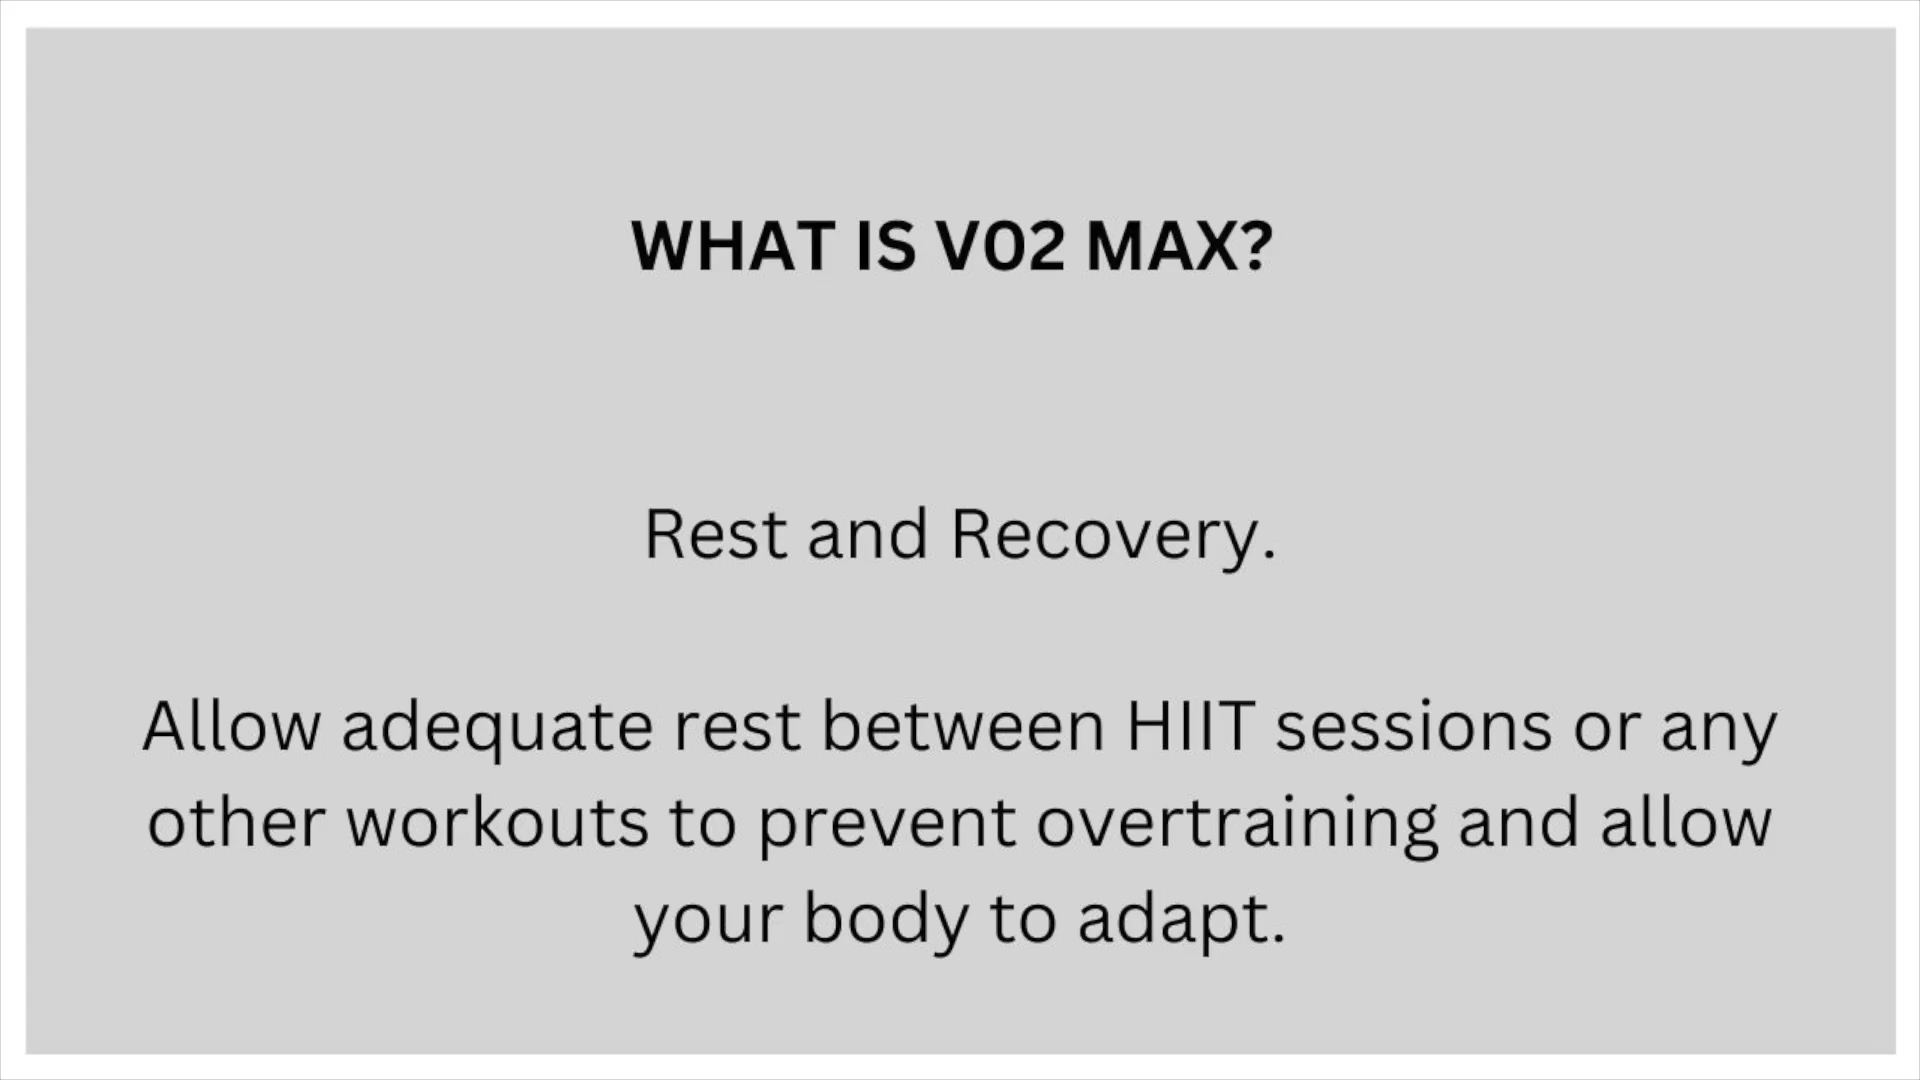 WHAT IS V02 MAX?
Rest and Recovery.
Allow adequate rest between HIIT sessions or any
other workouts to prevent overtraining and allow
your body to adapt.